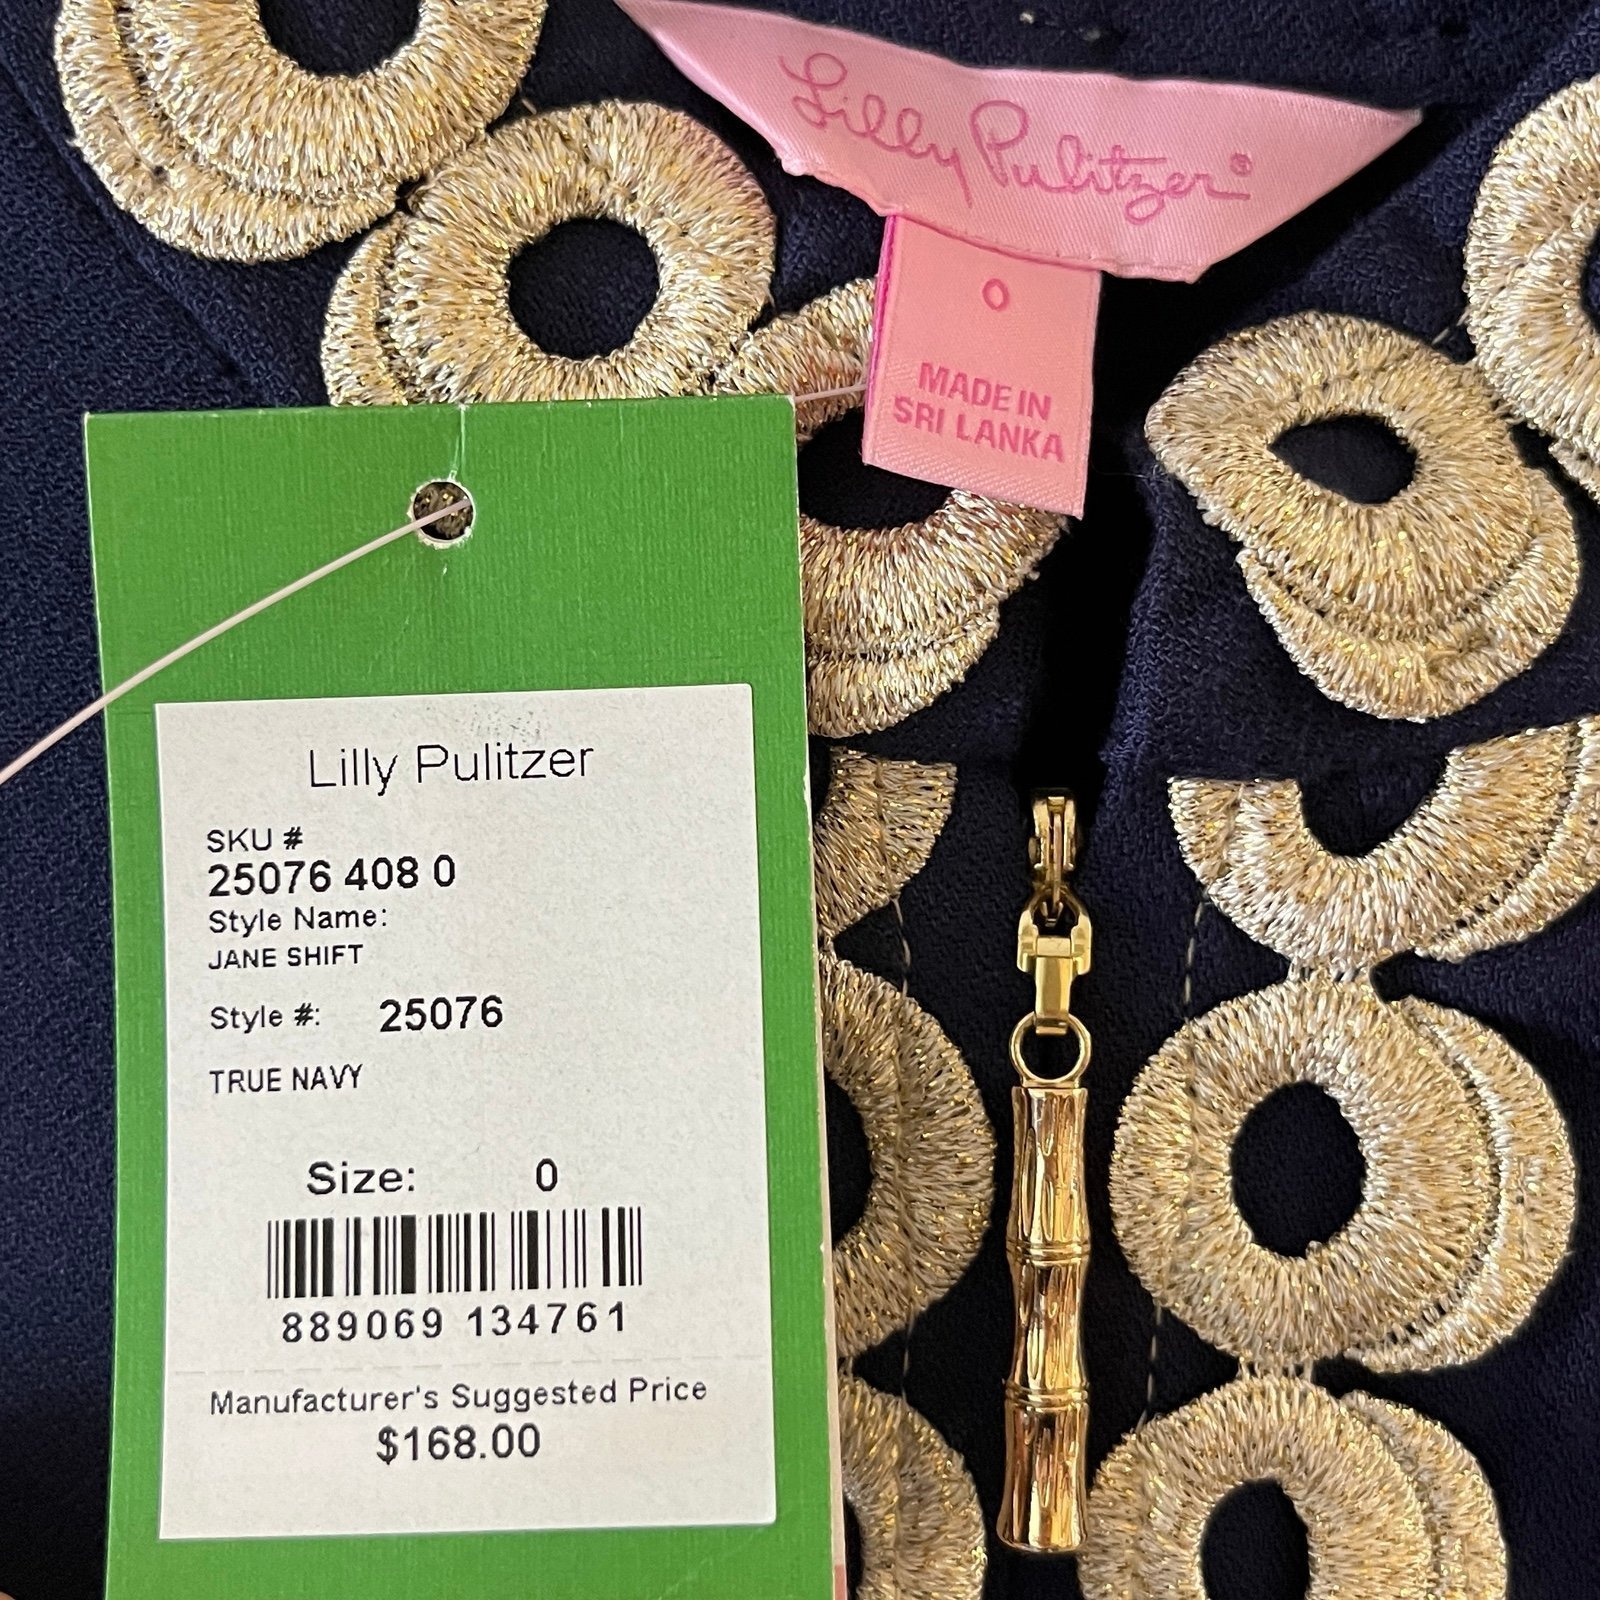 Lilly Pulitzer®
0
MADE IN
SRI LANKA
Lilly Pulitzer
SKU #
25076 408 0
Style Name:
JANE SHIFT
Style #: 25076
TRUE NAVY
Size: 0
889069 134761
Manufacturer's Suggested Price
$168.00